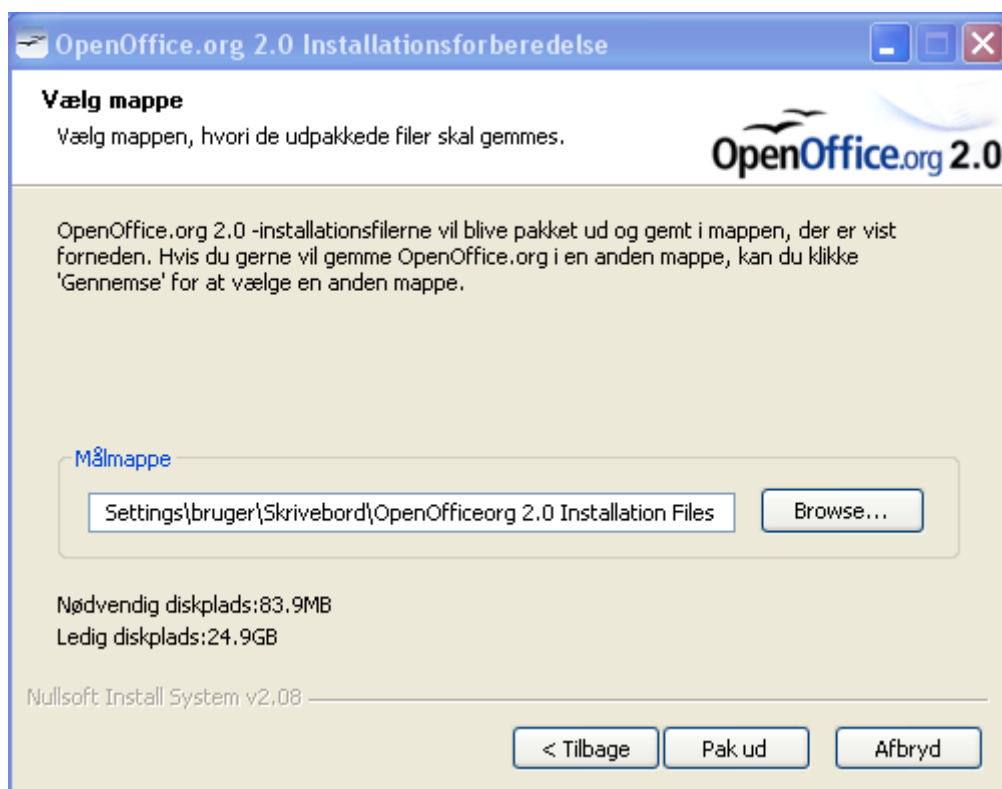 OpenOffice.org 2.0 Installationsforberedelse
Vælg mappe
Vælg mappen, hvori de udpakkede filer skal gemmes.
OpenOffice.org 2.0
OpenOffice.org 2.0 -installationsfilerne vil blive pakket ud og gemt i mappen, der er vist
forneden. Hvis du gerne vil gemme OpenOffice.org i en anden mappe, kan du klikke
'Gennemse' for at vælge en anden mappe.
Målmappe
Settings\bruger\Skrivebord\OpenOfficeorg 2.0 Installation Files
Browse...
Nødvendig diskplads:83.9MB
Ledig diskplads:24.9GB
Nullsoft Install System v2.08
< Tilbage
Pak ud
Afbryd